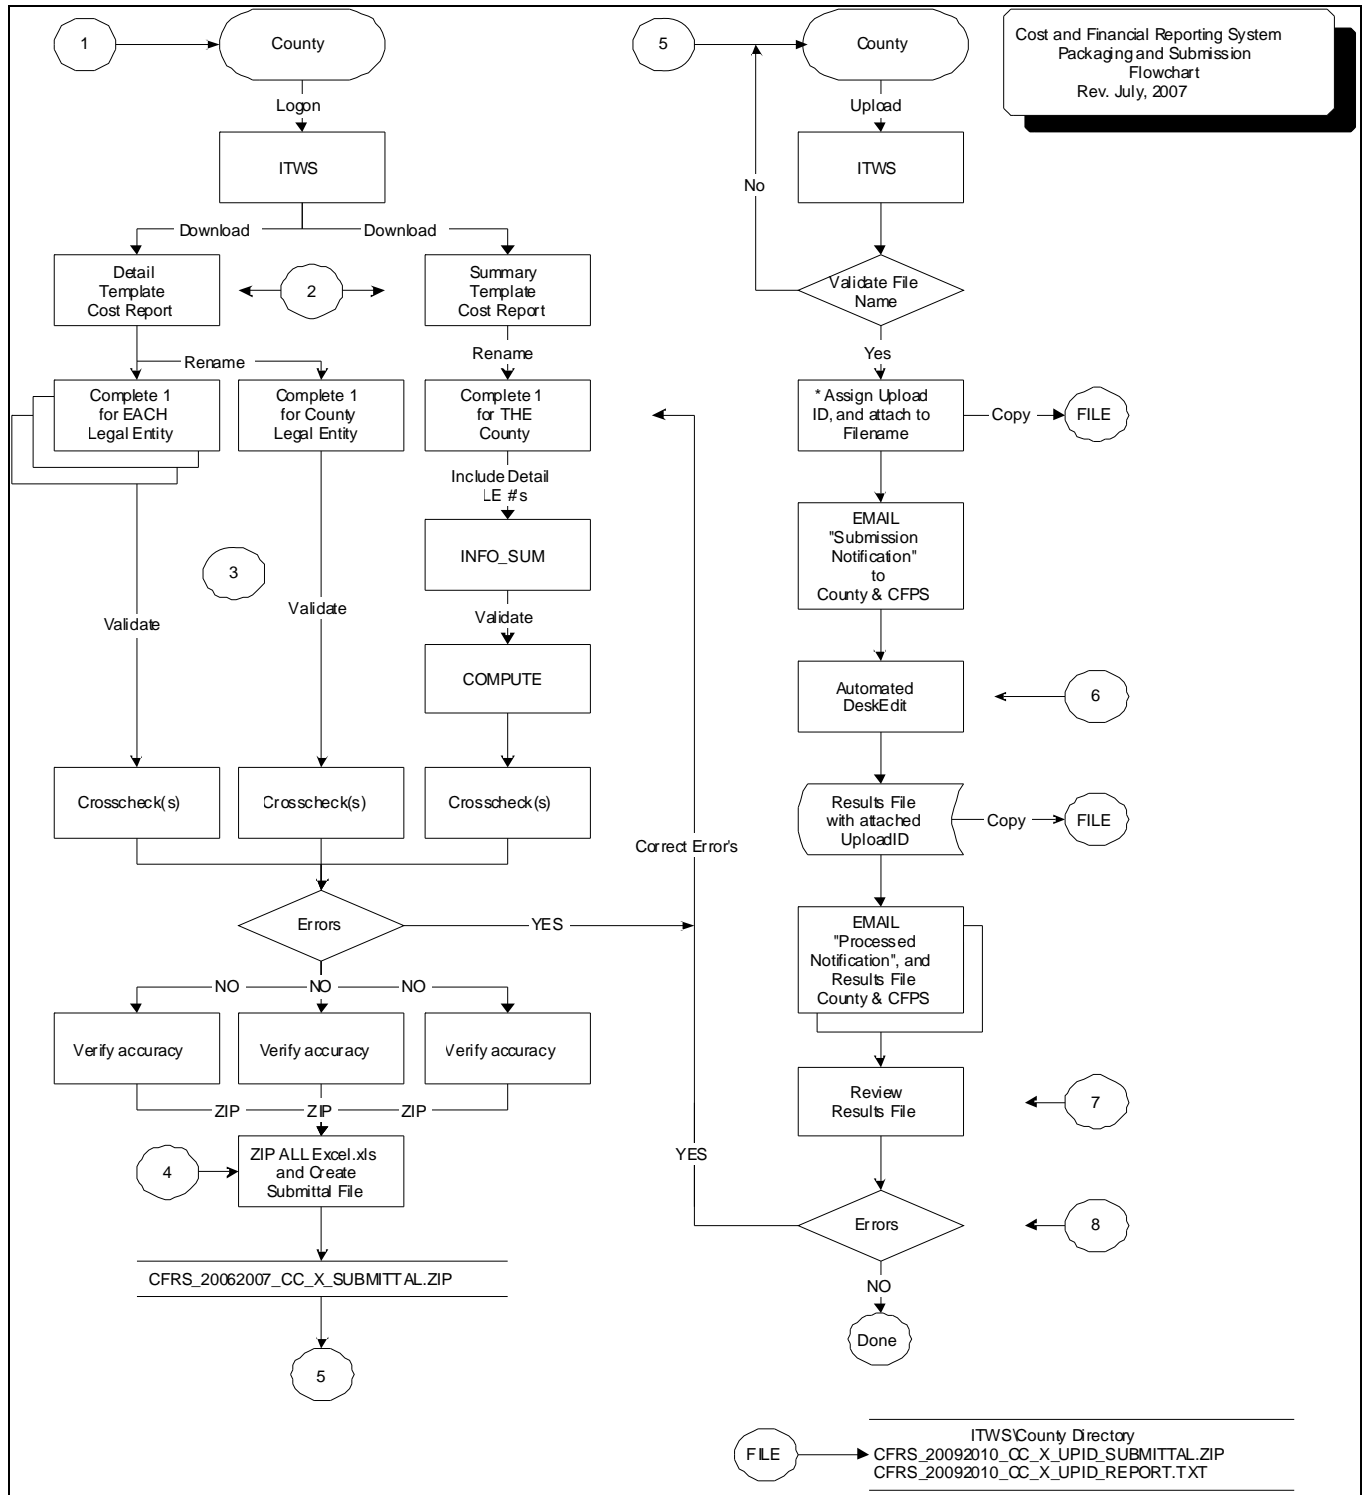 Cost and Financial Reporting System
Packaging and Submission
Flowchart
Rev. July, 2007
1
County
Logon
ITWS
Download
Download
Detail
Template
Cost Report
2
Summary
Template
Cost Report
Rename
Rename
Complete 1
for EACH
Legal Entity
Complete 1
for County
Legal Entity
Complete 1
for THE
County
Include Detail
LE #'s
INFO_SUM
3
Validate
Validate
Validate
COMPUTE
Crosscheck(s)
Crosscheck(s)
Crosscheck(s)
Errors
YES
Correct Error's
NO
NO
NO
Verify accuracy
Verify accuracy
Verify accuracy
ZIP
ZIP
ZIP
4
ZIP ALL Excel.xls
and Create
Submittal File
CFRS_20062007_CC_X_SUBMITTAL.ZIP
5
5
County
Upload
ITWS
No
Validate File
Name
Yes
* Assign Upload
ID, and attach to
Filename
Copy
FILE
EMAIL
"Submission
Notification"
to
County & CFPS
Automated
DeskEdit
6
Results File
with attached
UploadID
Copy
FILE
EMAIL
"Processed
Notification", and
Results File
County & CFPS
Review
Results File
7
YES
Errors
8
NO
Done
FILE
ITWS\County Directory
CFRS_20092010_CC_X_UPID_SUBMITTAL.ZIP
CFRS_20092010_CC_X_UPID_REPORT.TXT